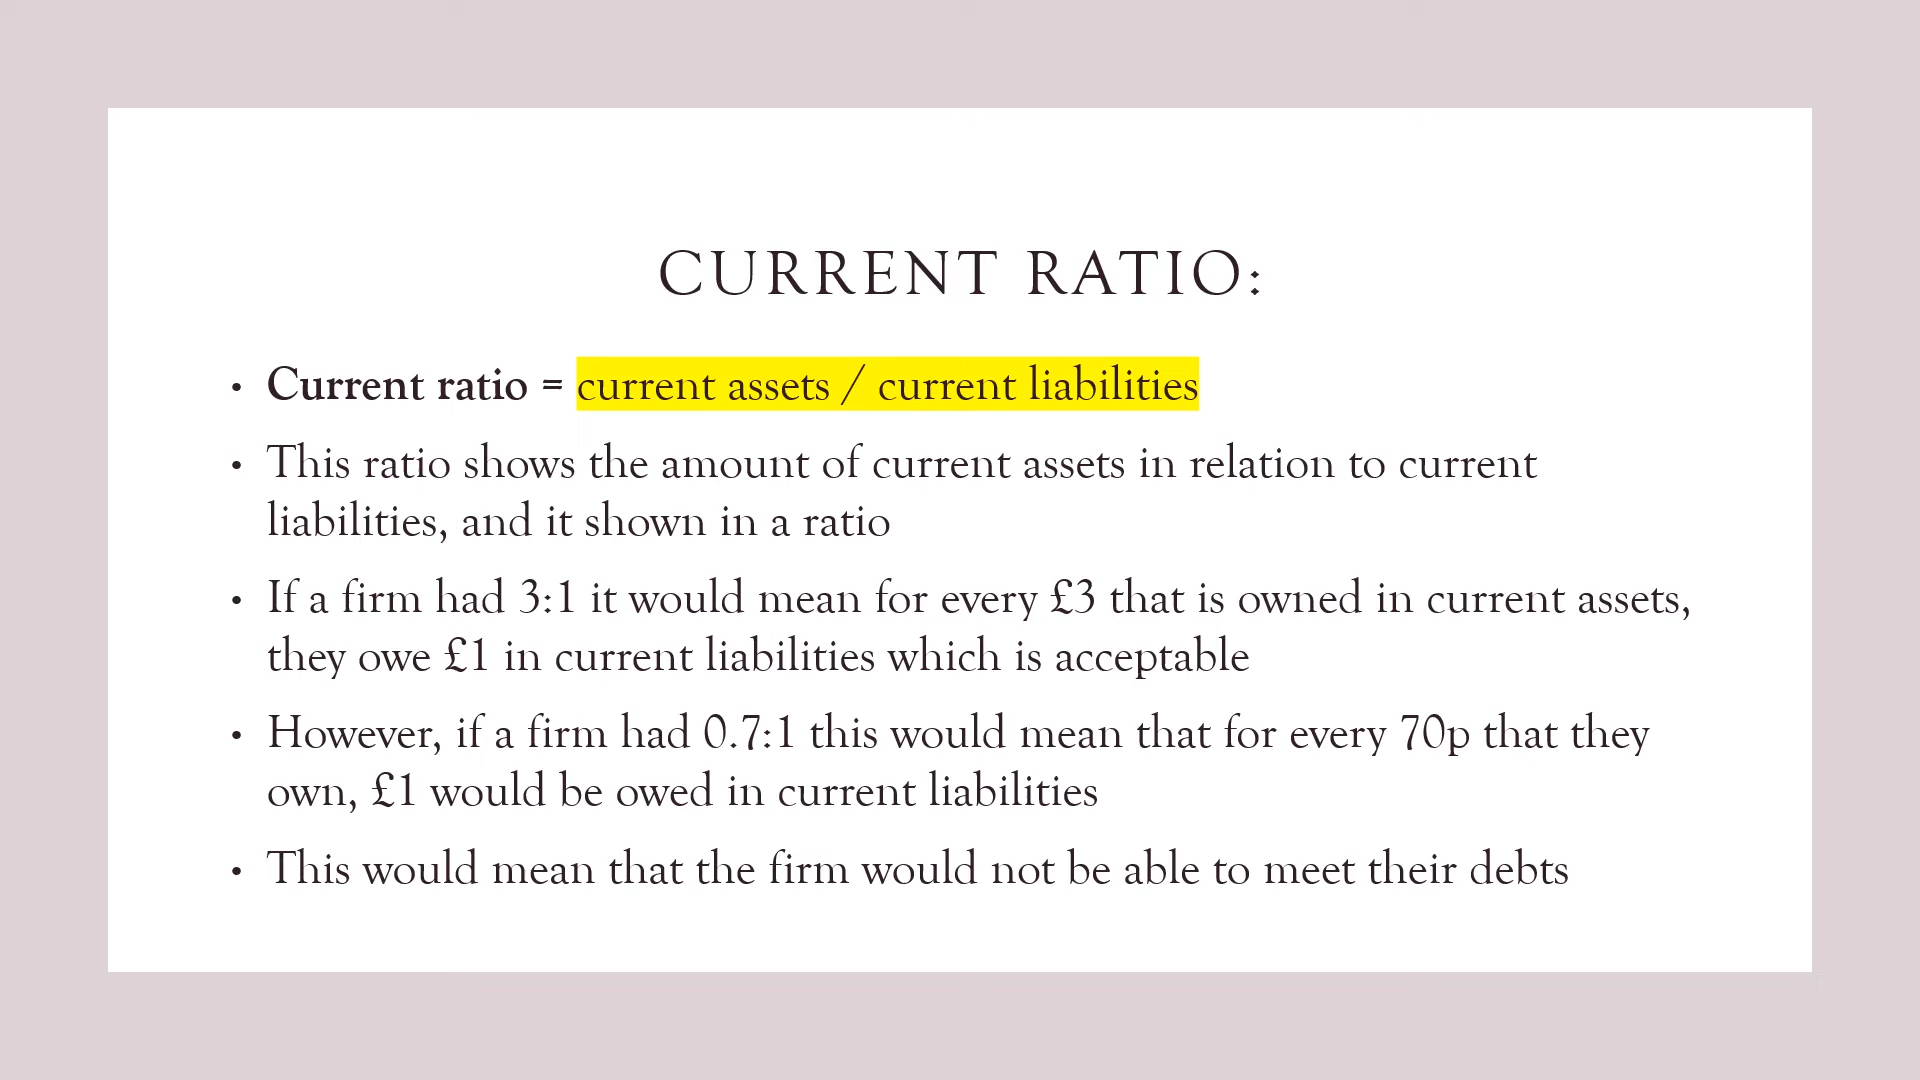 CURRENT RATIO:
• Current ratio = current assets / current liabilities
• This ratio shows the amount of current assets in relation to current
liabilities, and it shown in a ratio
• If a firm had 3:1 it would mean for every £3 that is owned in current assets,
they owe £1 in current liabilities which is acceptable
• However, if a firm had 0.7:1 this would mean that for every 70p that they
own, £1 would be owed in current liabilities
• This would mean that the firm would not be able to meet their debts